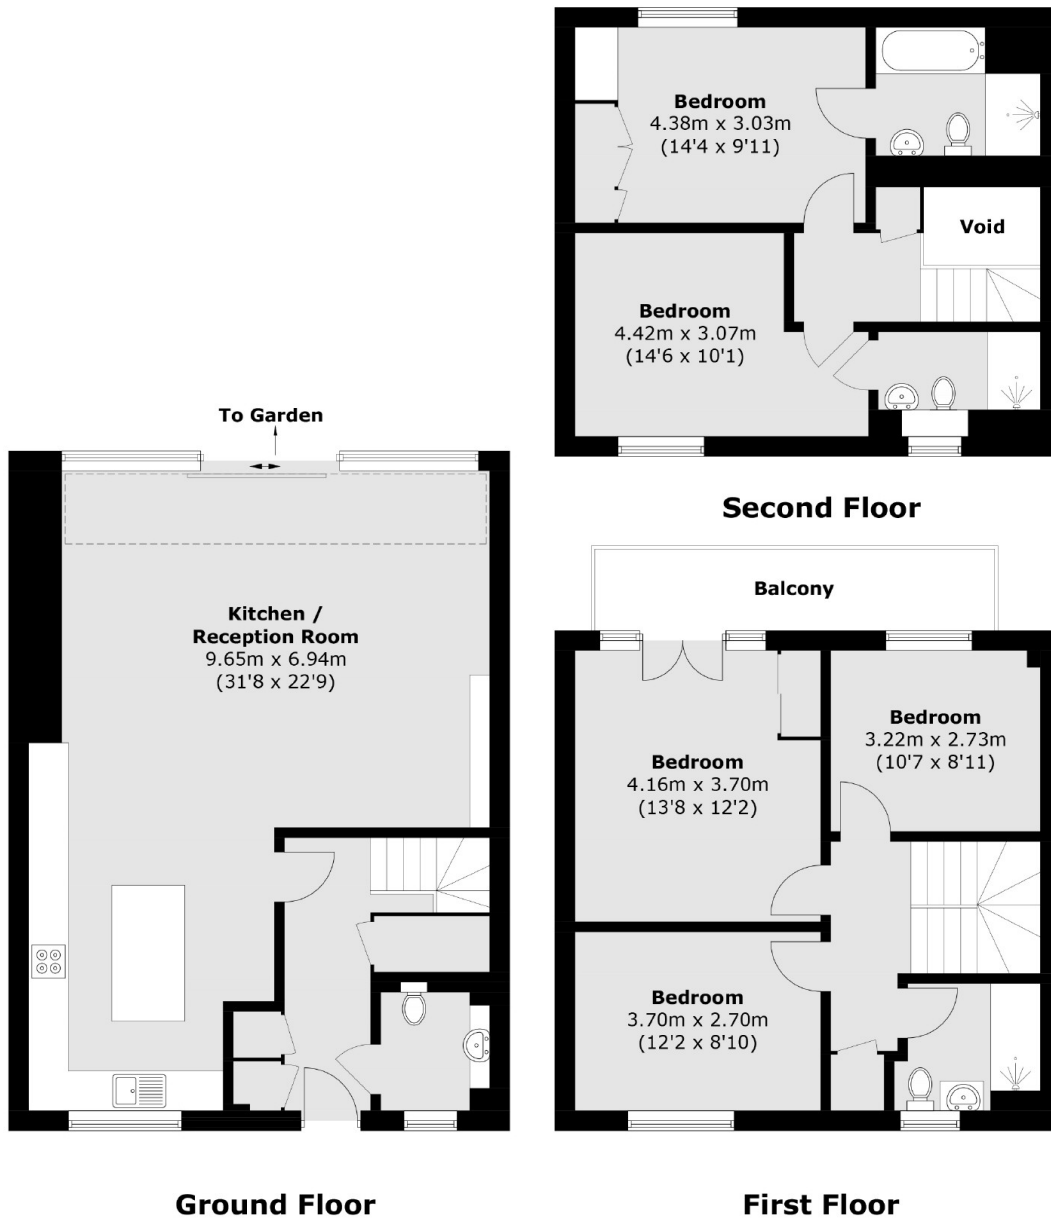 Bedroom
4.38m x 3.03m
(14'4 x 9'11)
Void
Bedroom
4.42m x 3.07m
(14'6 x 10'1)
Second Floor
To Garden
Kitchen /
Reception Room
9.65m x 6.94m
(31'8 x 22'9)
Ground Floor
Balcony
Bedroom
4.16m x 3.70m
(13'8 x 12'2)
Bedroom
3.22m x 2.73m
(10'7 x 8'11)
Bedroom
3.70m x 2.70m
(12'2 x 8'10)
First Floor